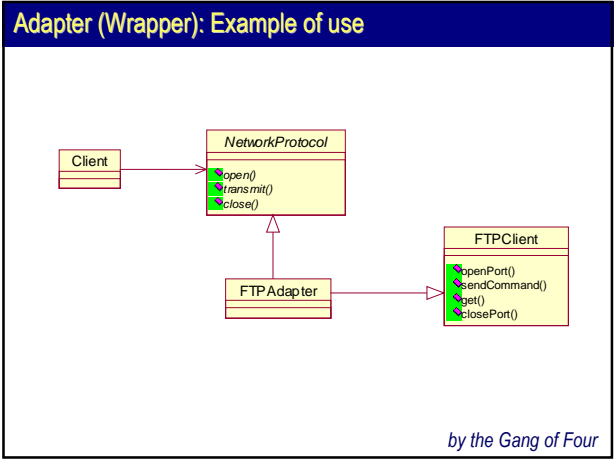 Adapter (Wrapper): Example of use
Client
NetworkProtocol
open()
transmit()
close()
FTPAdapter
FTPClient
openPort()
sendCommand()
get()
closePort()
by the Gang of Four